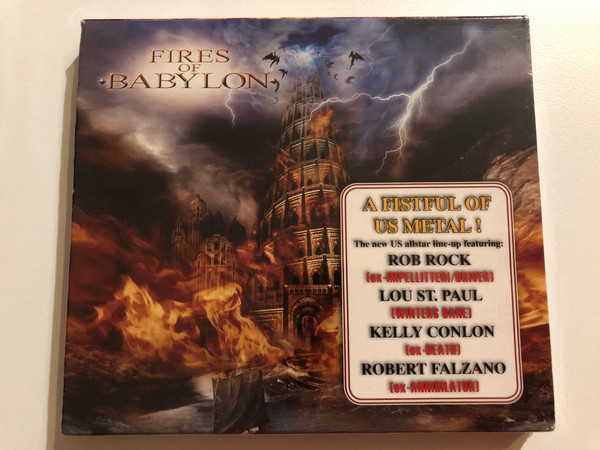 FIRES
OF
BABYLON
A FISTFUL OF
US METAL !
The new US allstar line-up featuring:
ROB ROCK
(ex-IMPELLITTERI/DRIVER)
LOU ST. PAUL
(WINTERS BANE)
KELLY CONLON
(ex-DEATH)
ROBERT FALZANO
(ex-ANNIHILATOR)